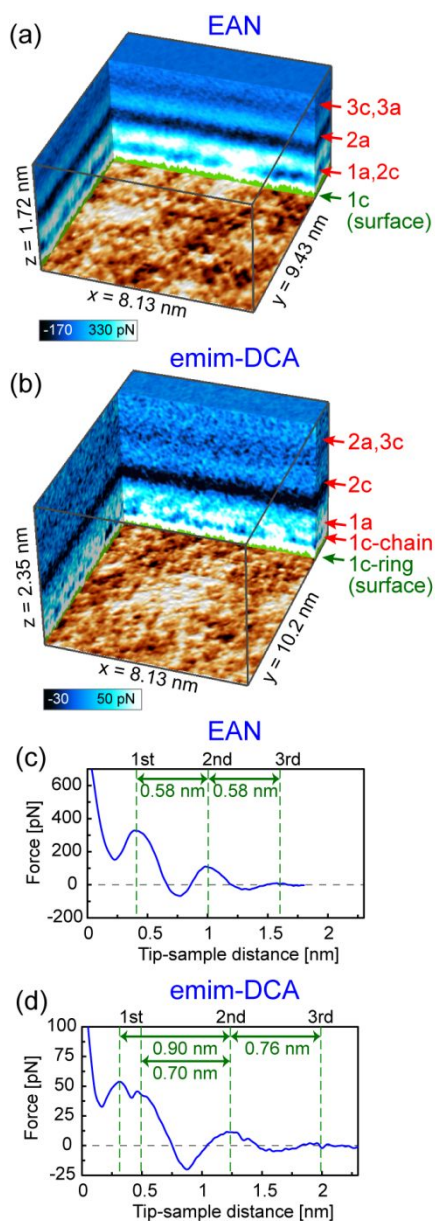 (a)
EAN
3c,3a
2a
1a,2c
1c
(surface)
z = 1.72 nm
x = 8.13 nm
y = 9.43 nm
-170 330 pN
(b)
emim-DCA
2a,3c
2c
1a
1c-chain
1c-ring
(surface)
z = 2.35 nm
x = 8.13 nm
y = 10.2 nm
-30 50 pN
EAN
(c)
1st 2nd 3rd
0.58 nm 0.58 nm
600
400
200
0
-200
Force [pN]
0 0.5 1 1.5 2
Tip-sample distance [nm]
emim-DCA
(d)
1st 2nd 3rd
0.90 nm 0.76 nm
0.70 nm
100
75
50
25
0
-25
Force [pN]
0 0.5 1 1.5 2
Tip-sample distance [nm]